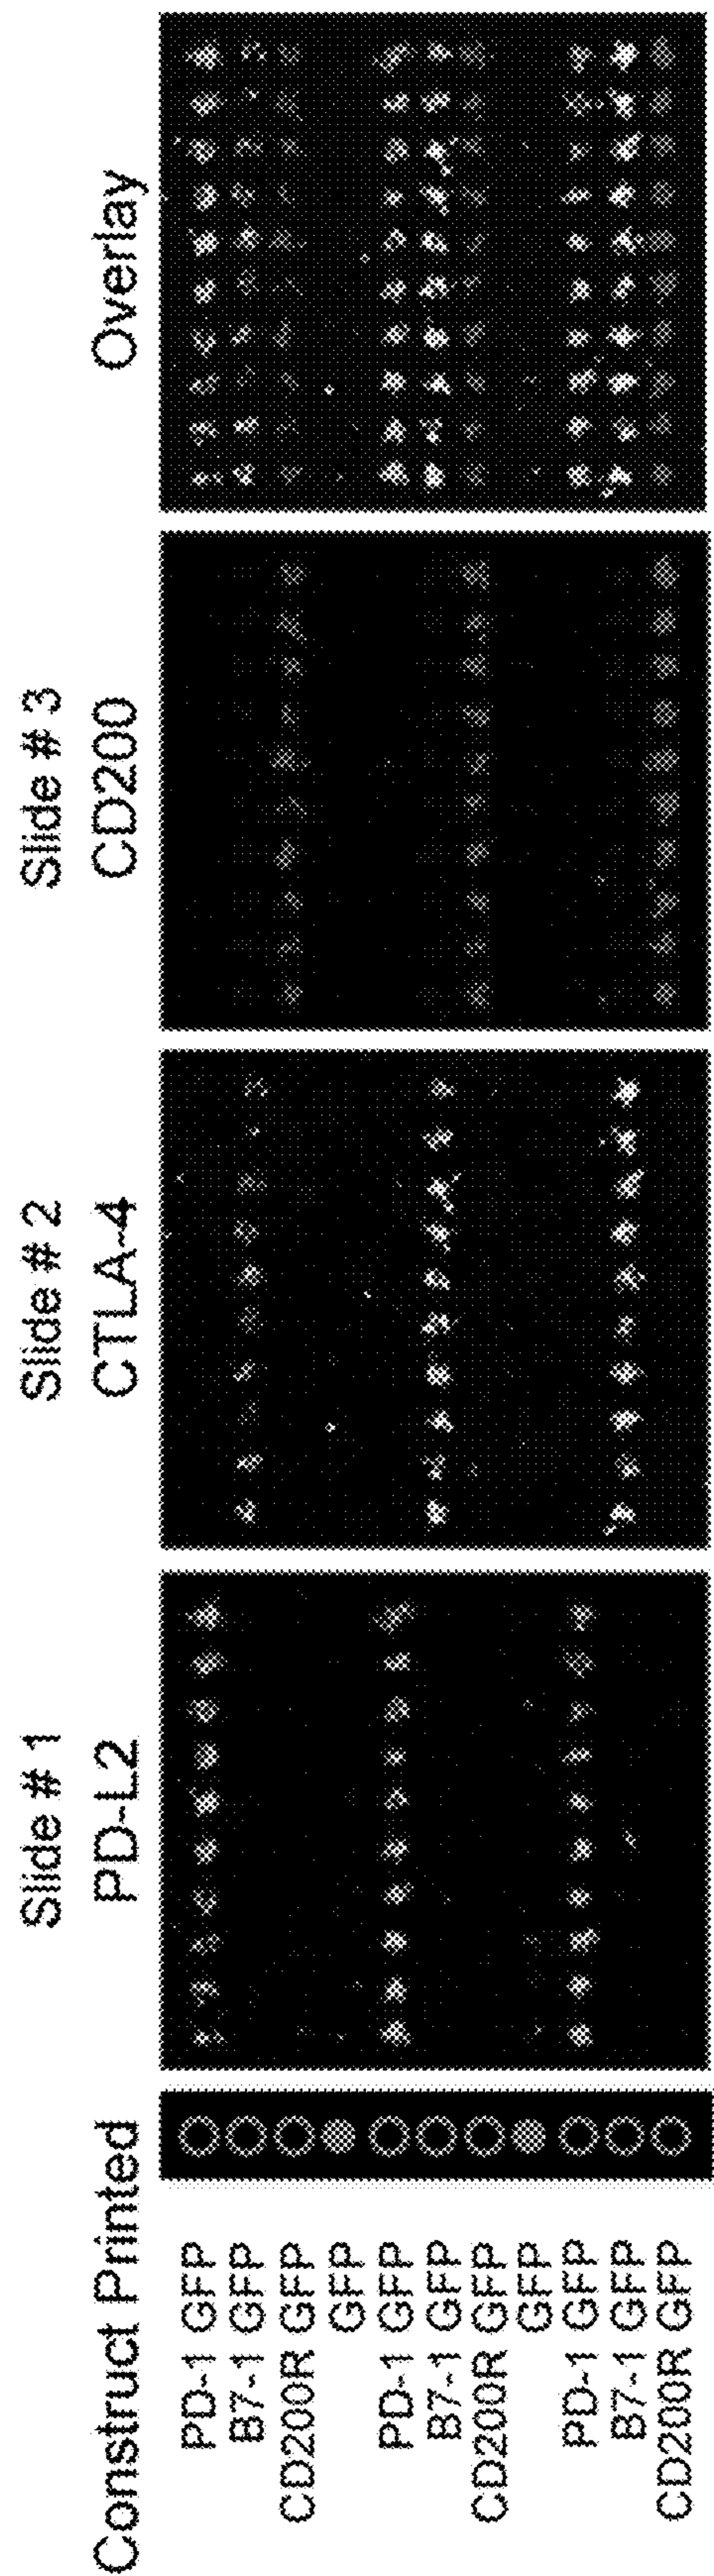 Construct Printed
Slide # 1
PD-L2
Slide # 2
CTLA-4
Slide # 3
CD200
Overlay
PD-1 GFP
B7-1 GFP
CD200R GFP
GFP
PD-1 GFP
B7-1 GFP
CD200R GFP
GFP
PD-1 GFP
B7-1 GFP
CD200R GFP